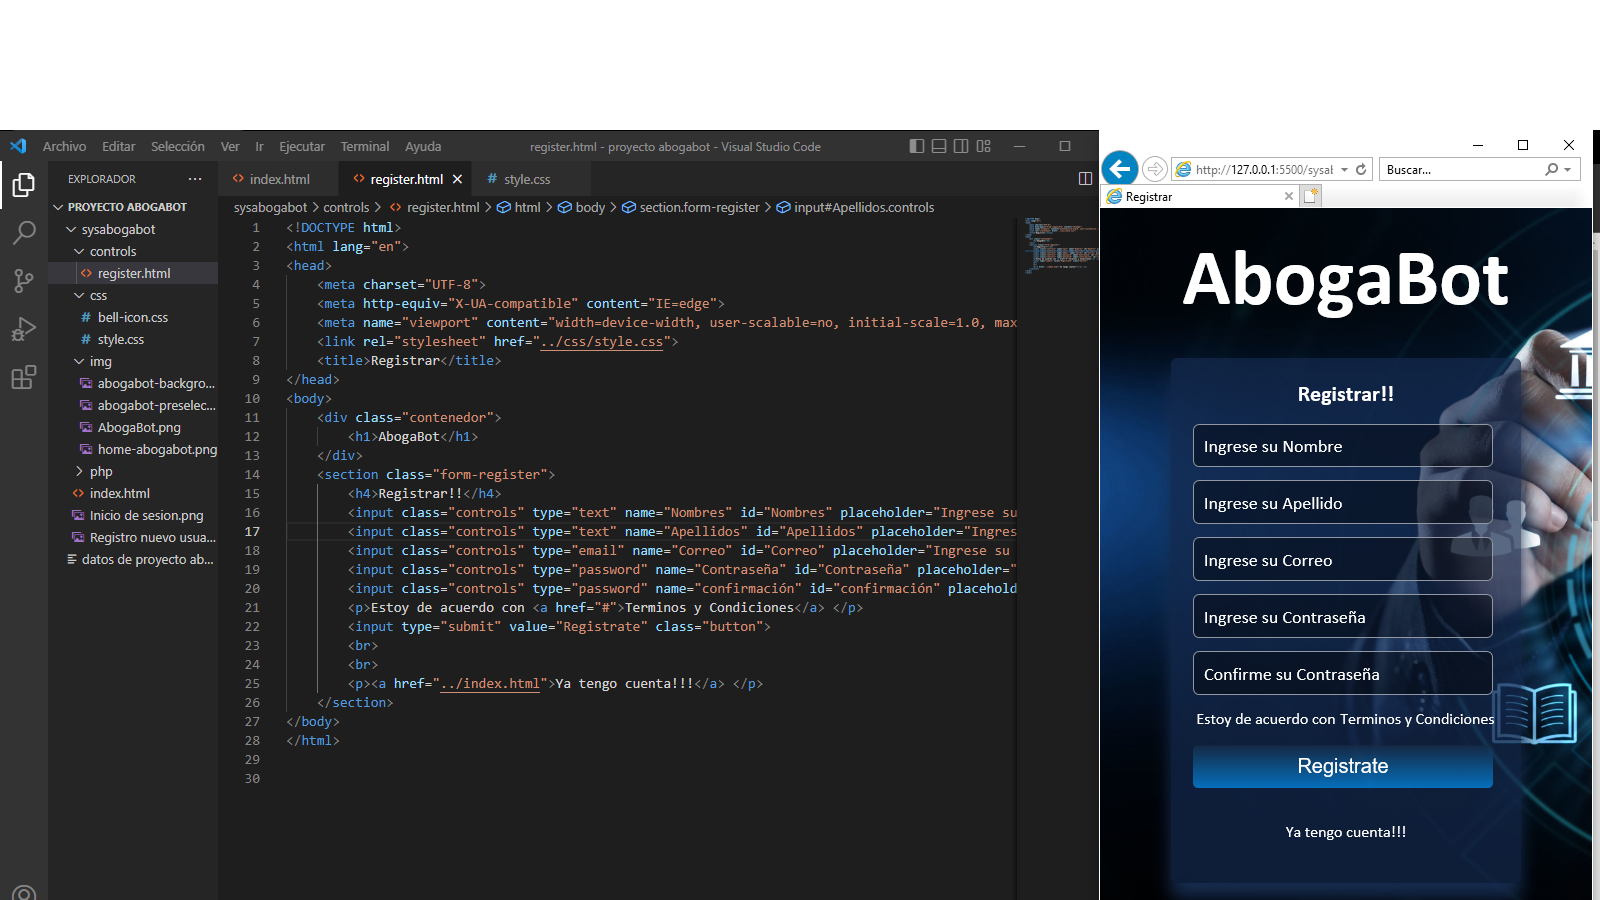 Archivo Editar Selección Ver Ir Ejecutar Terminal Ayuda
register.html - proyecto abogabot - Visual Studio Code
EXPLORADOR ···
PROYECTO ABOGABOT
sysabogabot
controls
register.html
css
bell-icon.css
style.css
img
abogabot-backgro...
abogabot-preselec...
AbogaBot.png
home-abogabot.png
php
index.html
Inicio de sesion.png
Registro nuevo usua...
datos de proyecto ab...
index.html register.html style.css
sysabogabot > controls > register.html > html > body > section.form-register > input#Apellidos.controls
1 <!DOCTYPE html>
2 <html lang="en">
3 <head>
4 <meta charset="UTF-8">
5 <meta http-equiv="X-UA-compatible" content="IE=edge">
6 <meta name="viewport" content="width=device-width, user-scalable=no, initial-scale=1.0, max
7 <link rel="stylesheet" href="../css/style.css">
8 <title>Registrar</title>
9 </head>
10 <body>
11 <div class="contenedor">
12 <h1>AbogaBot</h1>
13 </div>
14 <section class="form-register">
15 <h4>Registrar!!</h4>
16 <input class="controls" type="text" name="Nombres" id="Nombres" placeholder="Ingrese su
17 <input class="controls" type="text" name="Apellidos" id="Apellidos" placeholder="Ingres
18 <input class="controls" type="email" name="Correo" id="Correo" placeholder="Ingrese su
19 <input class="controls" type="password" name="Contraseña" id="Contraseña" placeholder="
20 <input class="controls" type="password" name="confirmación" id="confirmación" placehold
21 <p>Estoy de acuerdo con <a href="#">Terminos y Condiciones</a> </p>
22 <input type="submit" value="Registrate" class="button">
23 <br>
24 <br>
25 <p><a href="../index.html">Ya tengo cuenta!!!</a> </p>
26 </section>
27 </body>
28 </html>
29
30
http://127.0.0.1:5500/sysal
Buscar...
Registrar
AbogaBot
Registrar!!
Ingrese su Nombre
Ingrese su Apellido
Ingrese su Correo
Ingrese su Contraseña
Confirme su Contraseña
Estoy de acuerdo con Terminos y Condiciones
Registrate
Ya tengo cuenta!!!